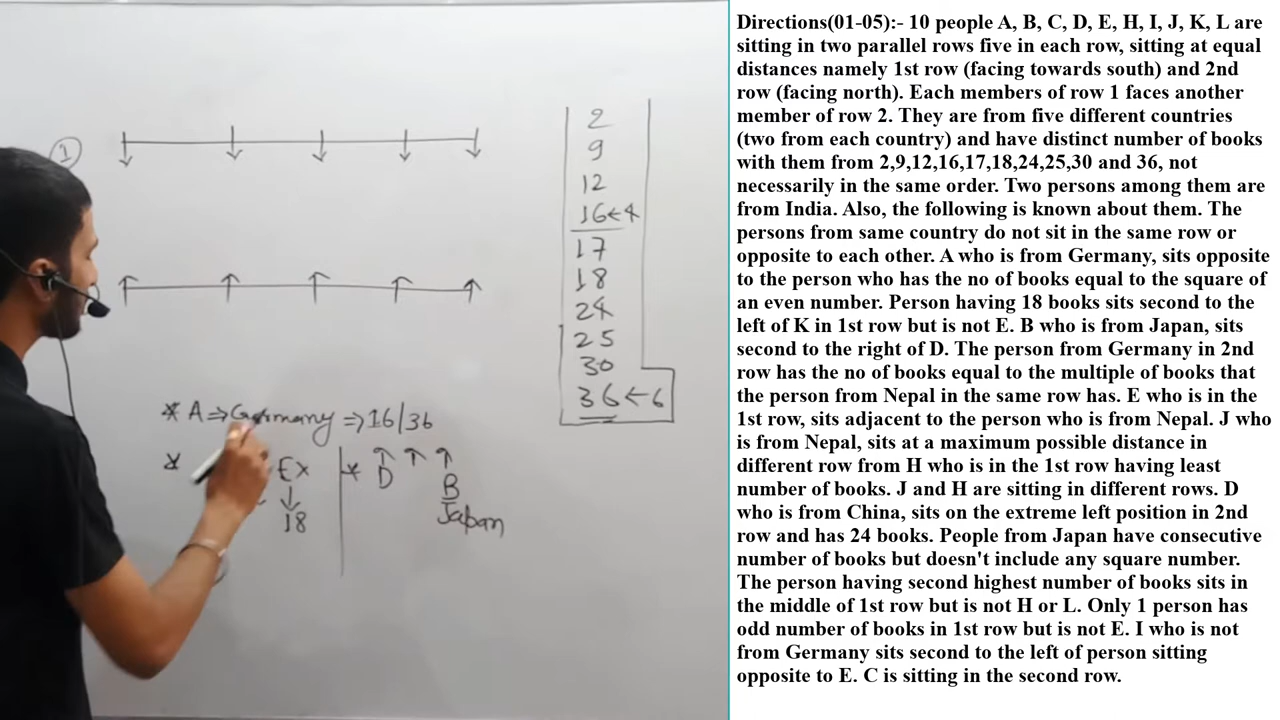 1
2
9
12
16←4
17
18
24
25
30
36←6
* A⇒Germany ⇒16/36
* E× | * D B
18 Japan
Directions(01-05):- 10 people A, B, C, D, E, H, I, J, K, L are
sitting in two parallel rows five in each row, sitting at equal
distances namely 1st row (facing towards south) and 2nd
row (facing north). Each members of row 1 faces another
member of row 2. They are from five different countries
(two from each country) and have distinct number of books
with them from 2,9,12,16,17,18,24,25,30 and 36, not
necessarily in the same order. Two persons among them are
from India. Also, the following is known about them. The
persons from same country do not sit in the same row or
opposite to each other. A who is from Germany, sits opposite
to the person who has the no of books equal to the square of
an even number. Person having 18 books sits second to the
left of K in 1st row but is not E. B who is from Japan, sits
second to the right of D. The person from Germany in 2nd
row has the no of books equal to the multiple of books that
the person from Nepal in the same row has. E who is in the
1st row, sits adjacent to the person who is from Nepal. J who
is from Nepal, sits at a maximum possible distance in
different row from H who is in the 1st row having least
number of books. J and H are sitting in different rows. D
who is from China, sits on the extreme left position in 2nd
row and has 24 books. People from Japan have consecutive
number of books but doesn't include any square number.
The person having second highest number of books sits in
the middle of 1st row but is not H or L. Only 1 person has
odd number of books in 1st row but is not E. I who is not
from Germany sits second to the left of person sitting
opposite to E. C is sitting in the second row.